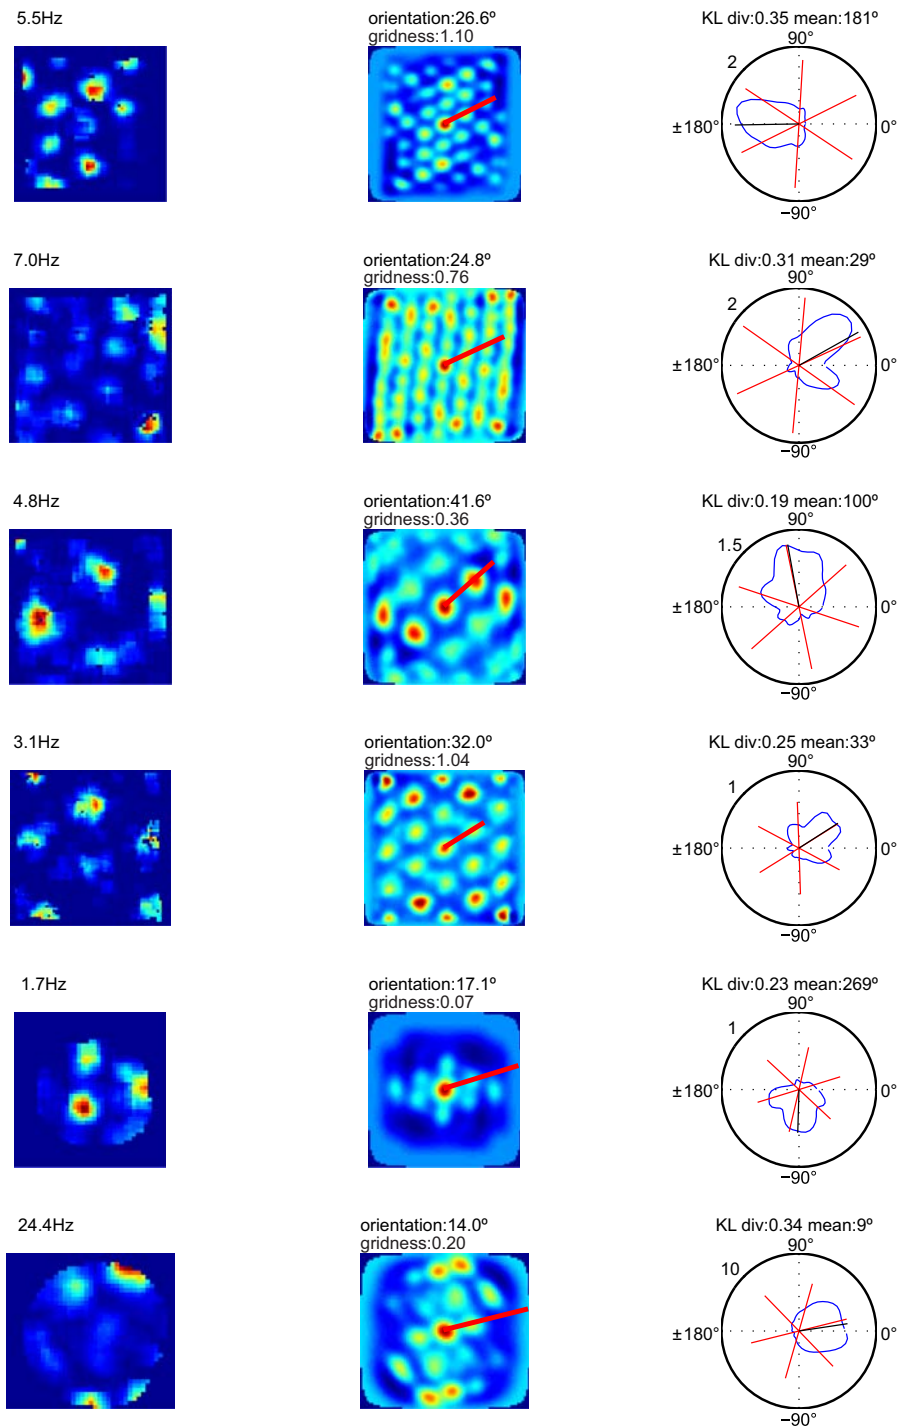 5.5Hz
orientation:26.6º
gridness:1.10
KL div:0.35 mean:181º
90°
2
±180°
0°
−90°
7.0Hz
orientation:24.8º
gridness:0.76
KL div:0.31 mean:29º
90°
2
±180°
0°
−90°
4.8Hz
orientation:41.6º
gridness:0.36
KL div:0.19 mean:100º
90°
1.5
±180°
0°
−90°
3.1Hz
orientation:32.0º
gridness:1.04
KL div:0.25 mean:33º
90°
1
±180°
0°
−90°
1.7Hz
orientation:17.1º
gridness:0.07
KL div:0.23 mean:269º
90°
1
±180°
0°
−90°
24.4Hz
orientation:14.0º
gridness:0.20
KL div:0.34 mean:9º
90°
10
±180°
0°
−90°